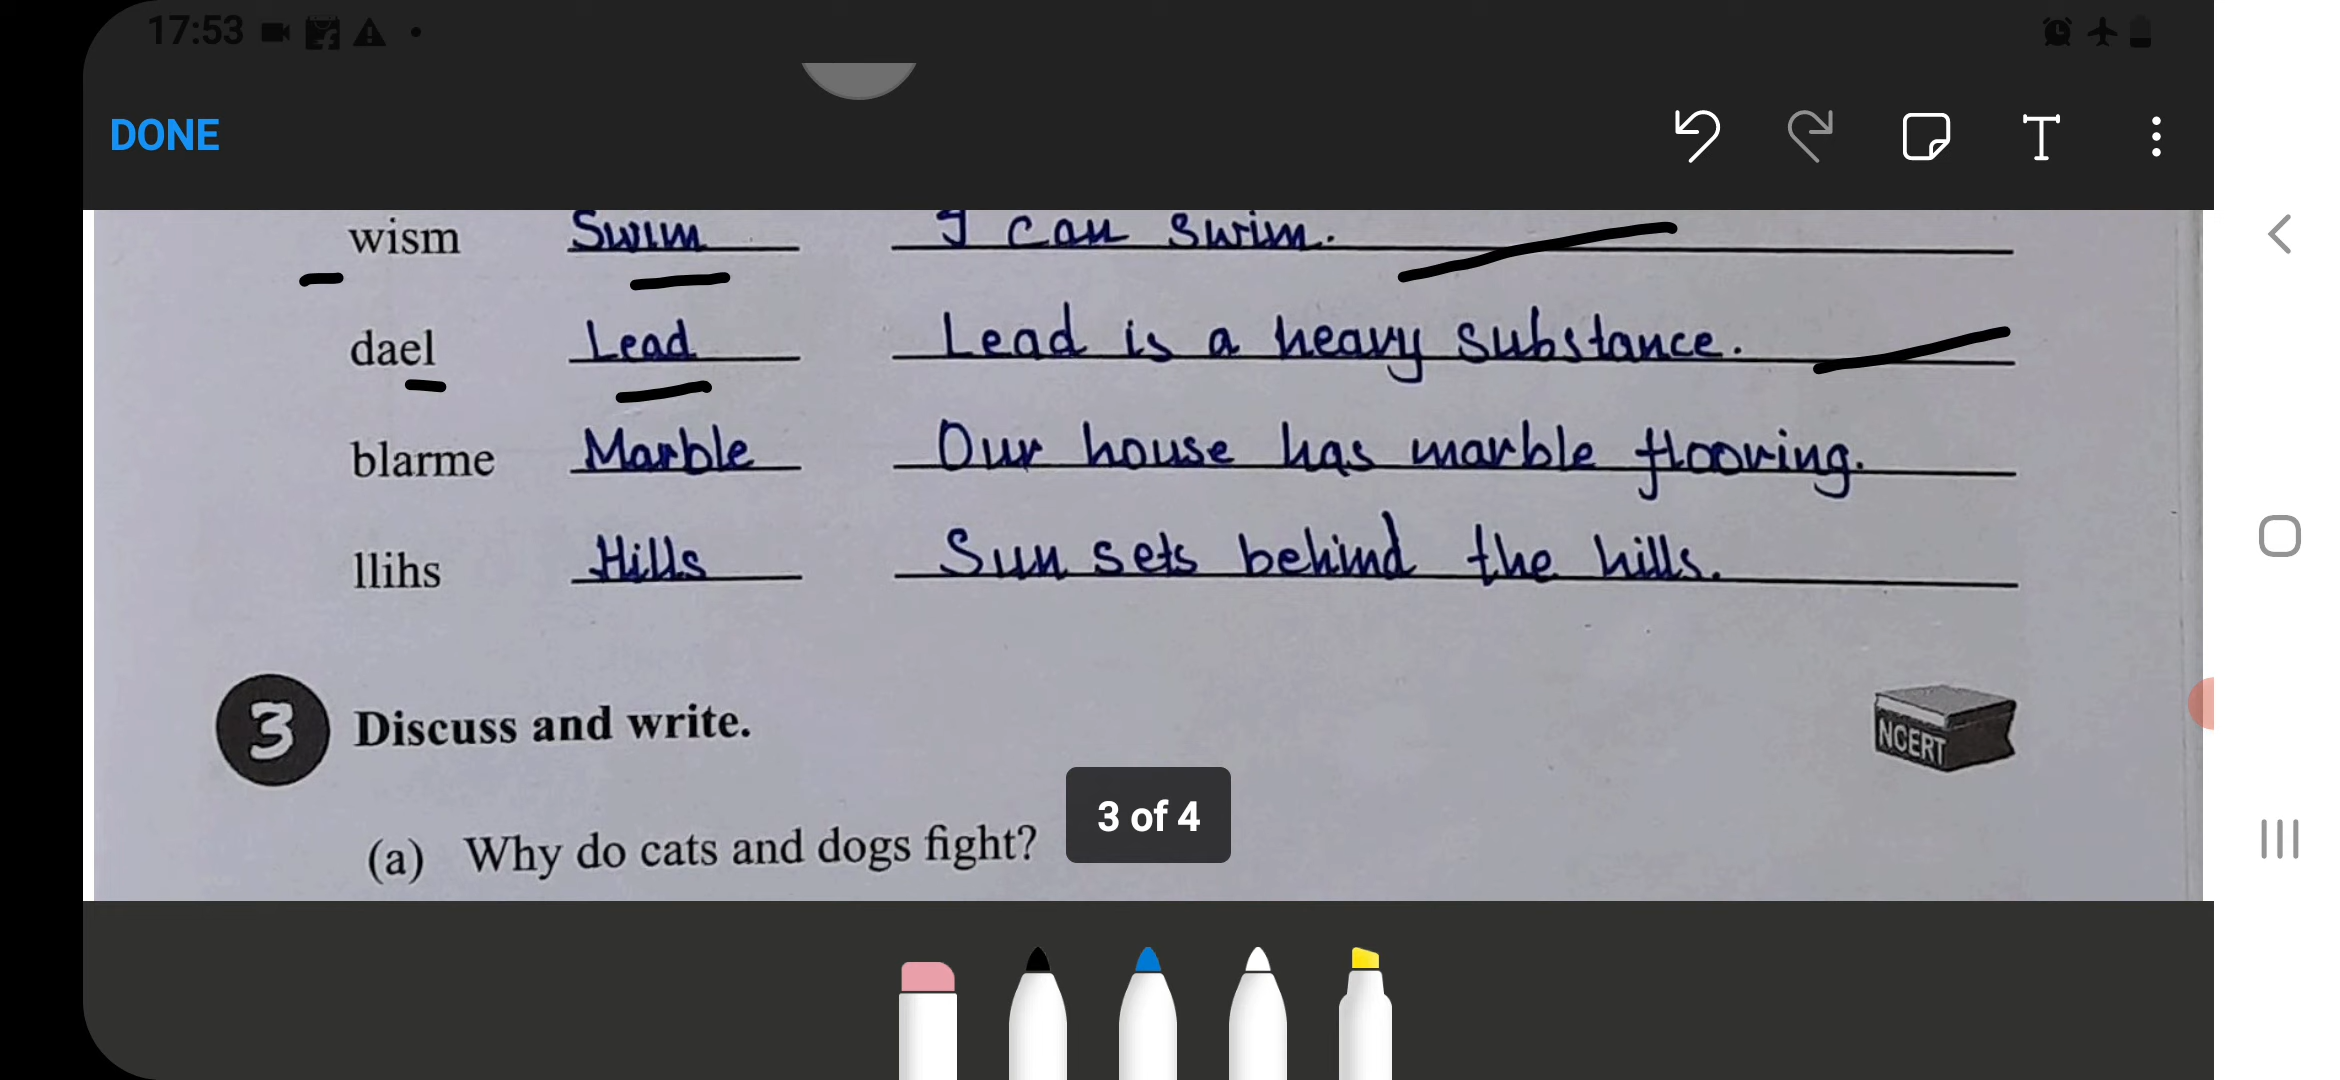 17:53
DONE
T
wism Swim I can swim.
dael Lead Lead is a heavy substance.
blarme Marble Our house has marble flooring.
llihs Hills Sun sets behind the hills.
3 Discuss and write.
NCERT
(a) Why do cats and dogs fight?
3 of 4